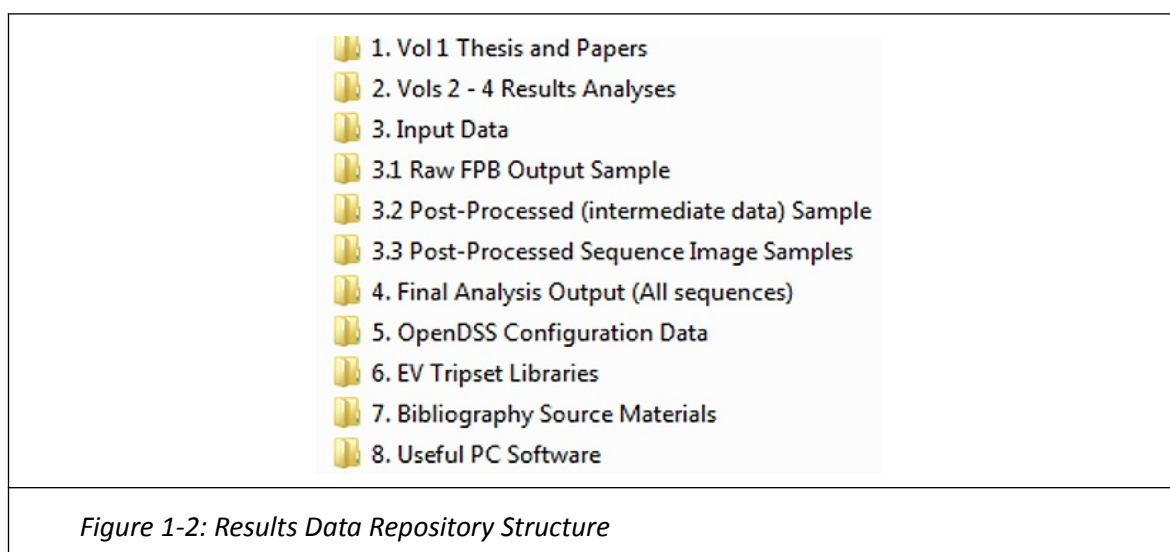 1. Vol 1 Thesis and Papers
2. Vols 2 - 4 Results Analyses
3. Input Data
3.1 Raw FPB Output Sample
3.2 Post-Processed (intermediate data) Sample
3.3 Post-Processed Sequence Image Samples
4. Final Analysis Output (All sequences)
5. OpenDSS Configuration Data
6. EV Tripset Libraries
7. Bibliography Source Materials
8. Useful PC Software
Figure 1-2: Results Data Repository Structure